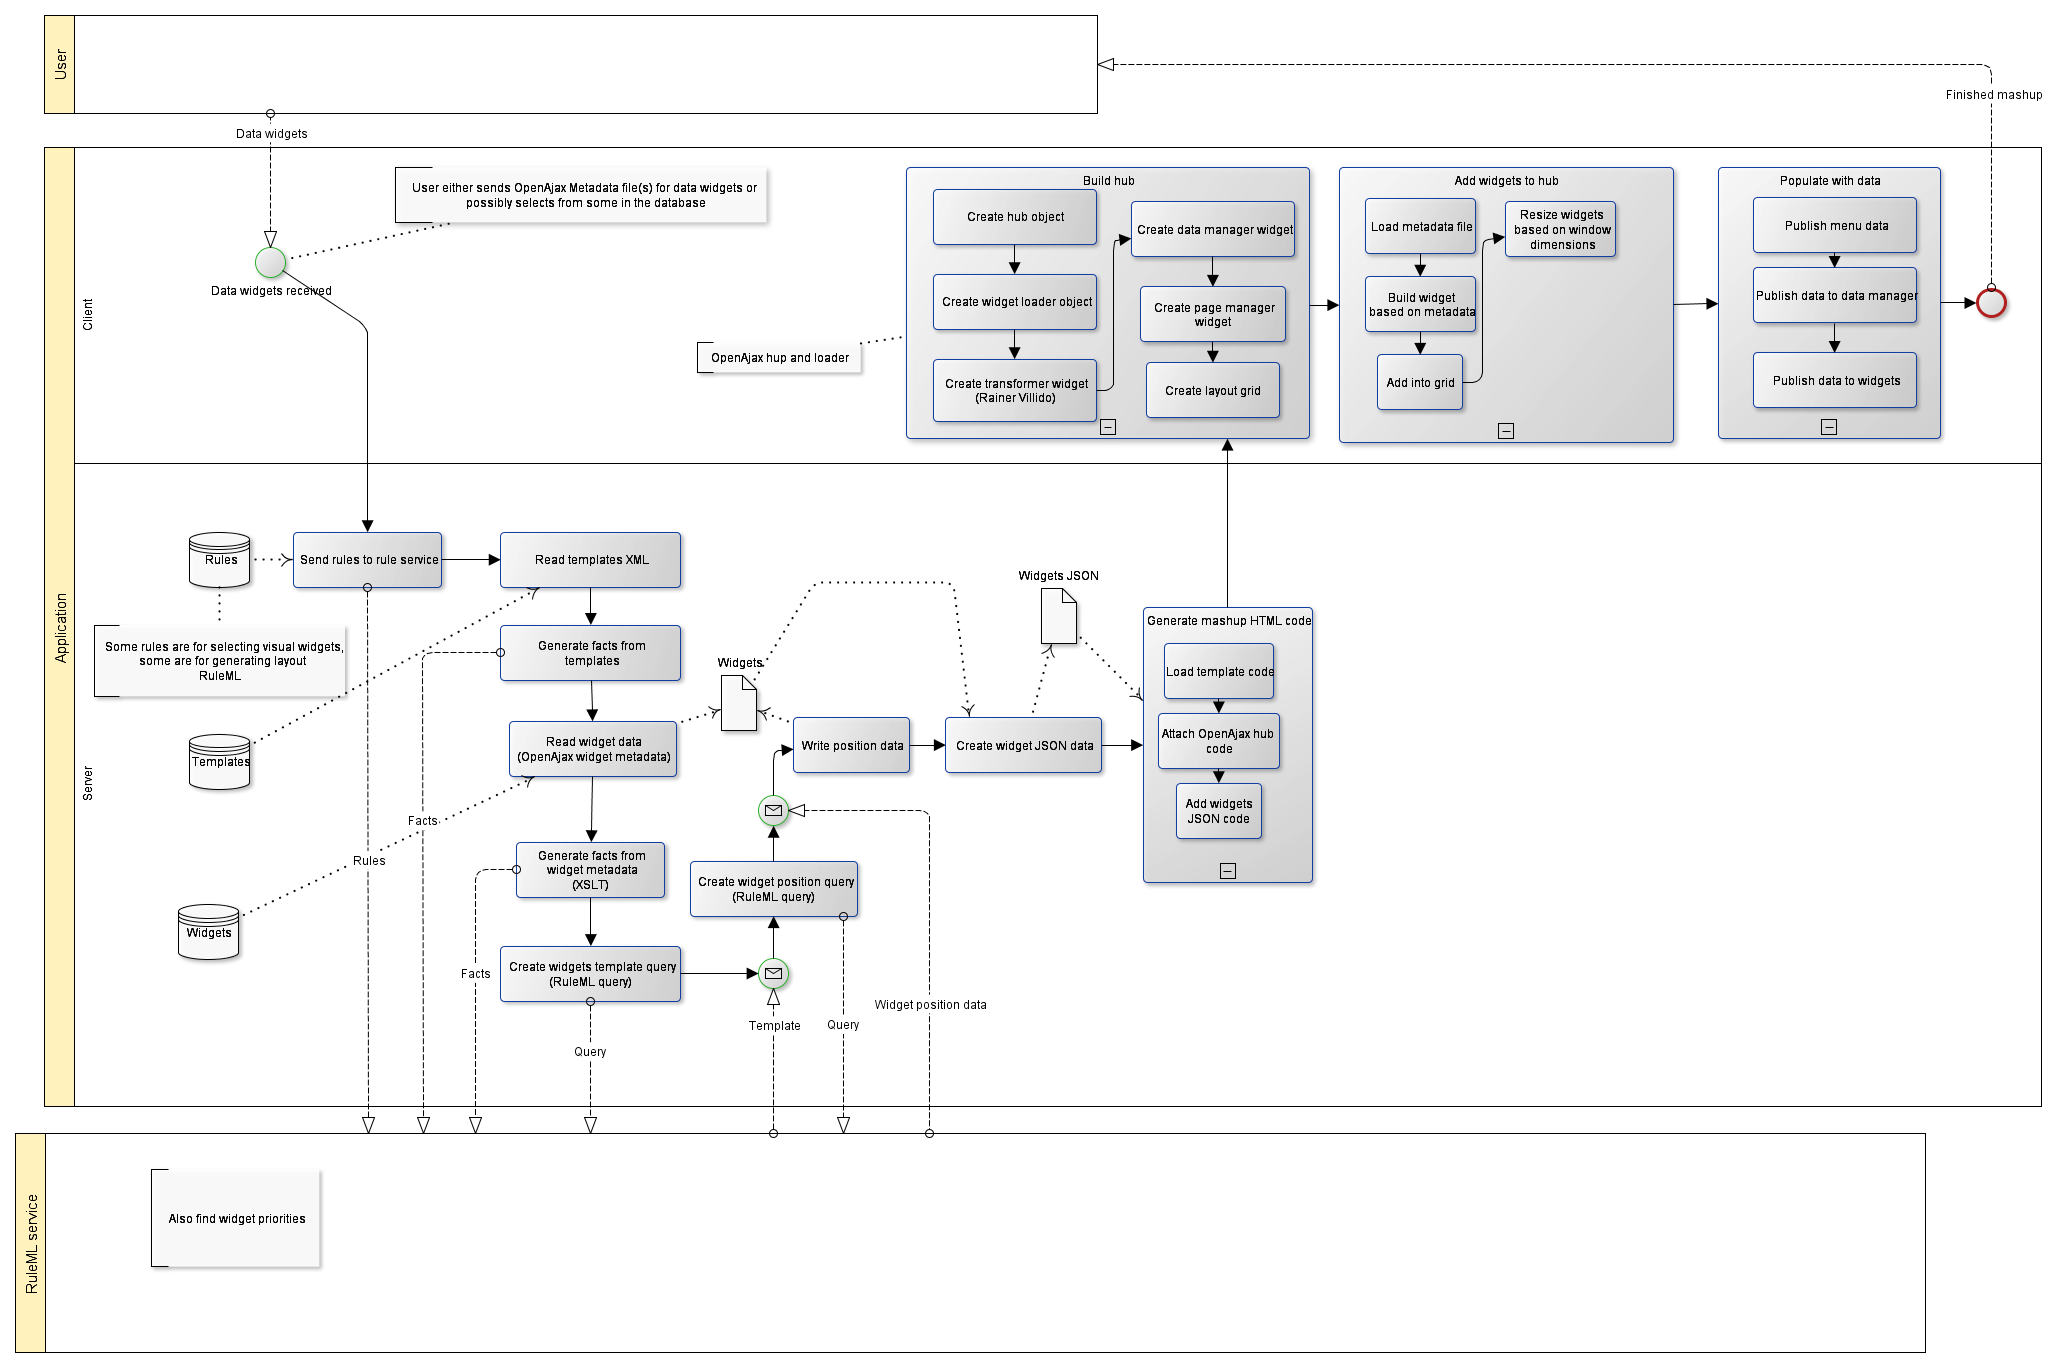 User
Finished mashup
Data widgets
User either sends OpenAjax Metadata file(s) for data widgets or
possibly selects from some in the database
Data widgets received
Application
Client
OpenAjax hup and loader
Build hub
Create hub object
Create widget loader object
Create transformer widget
(Rainer Villido)
Create data manager widget
Create page manager
widget
Create layout grid
Add widgets to hub
Load metadata file
Build widget
based on metadata
Add into grid
Resize widgets
based on window
dimensions
Populate with data
Publish menu data
Publish data to data manager
Publish data to widgets
Server
Rules
Send rules to rule service
Read templates XML
Some rules are for selecting visual widgets,
some are for generating layout
RuleML
Generate facts from
templates
Templates
Read widget data
(OpenAjax widget metadata)
Widgets
Write position data
Create widget JSON data
Widgets JSON
Generate mashup HTML code
Load template code
Attach OpenAjax hub
code
Add widgets
JSON code
Facts
Rules
Generate facts from
widget metadata
(XSLT)
Create widget position query
(RuleML query)
Widgets
Facts
Create widgets template query
(RuleML query)
Query
Template
Query
Widget position data
RuleML service
Also find widget priorities